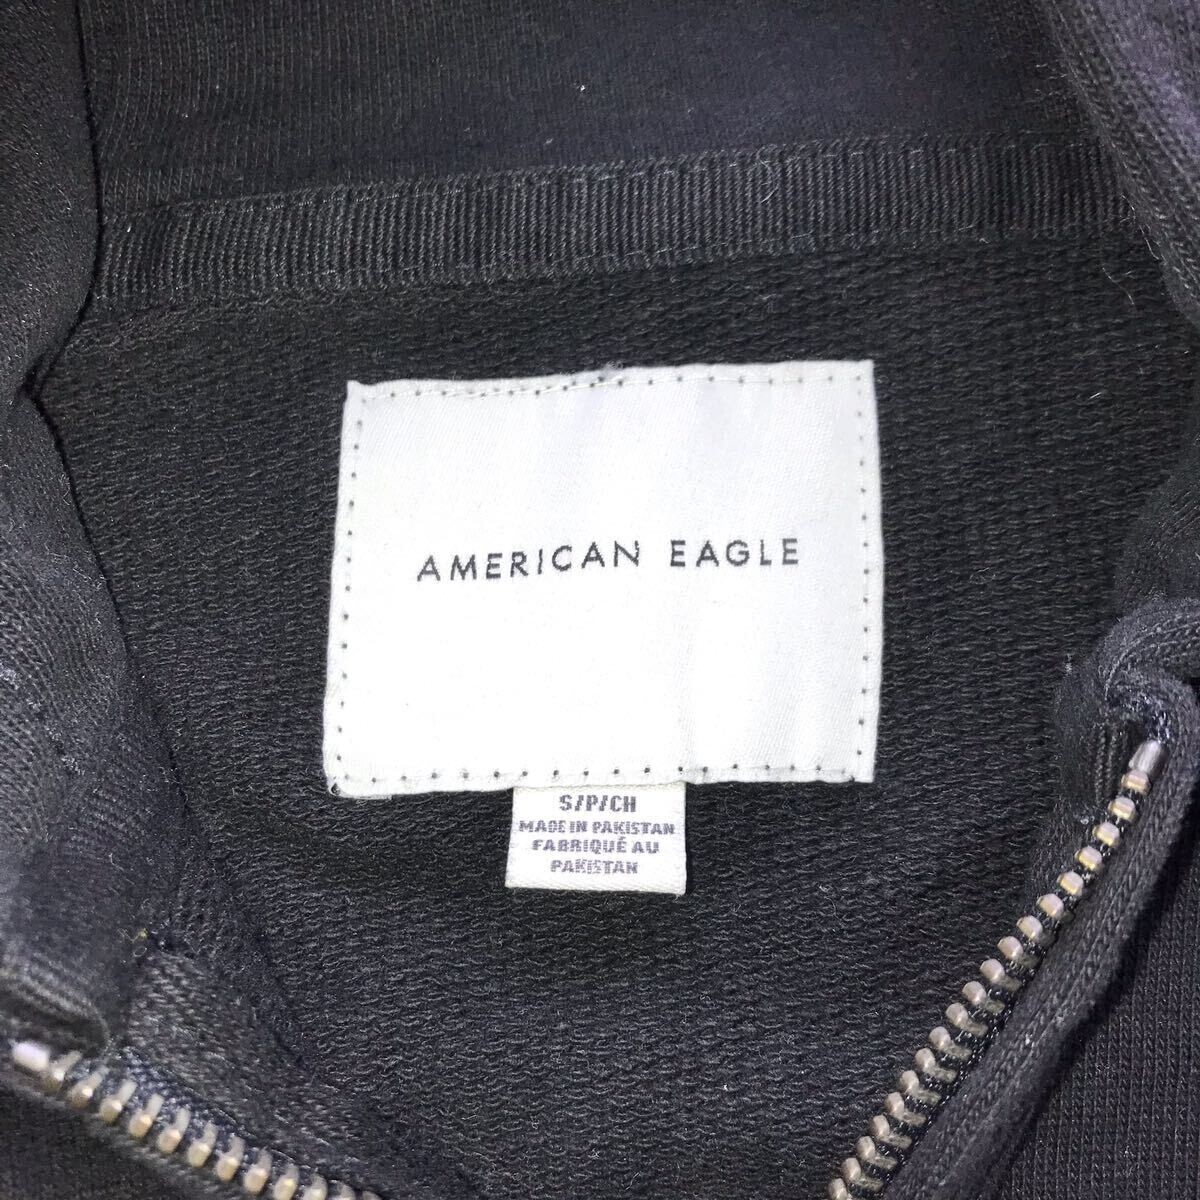 AMERICAN EAGLE
S/P/CH
MADE IN PAKISTAN
FABRIQUÉ AU
PAKISTAN